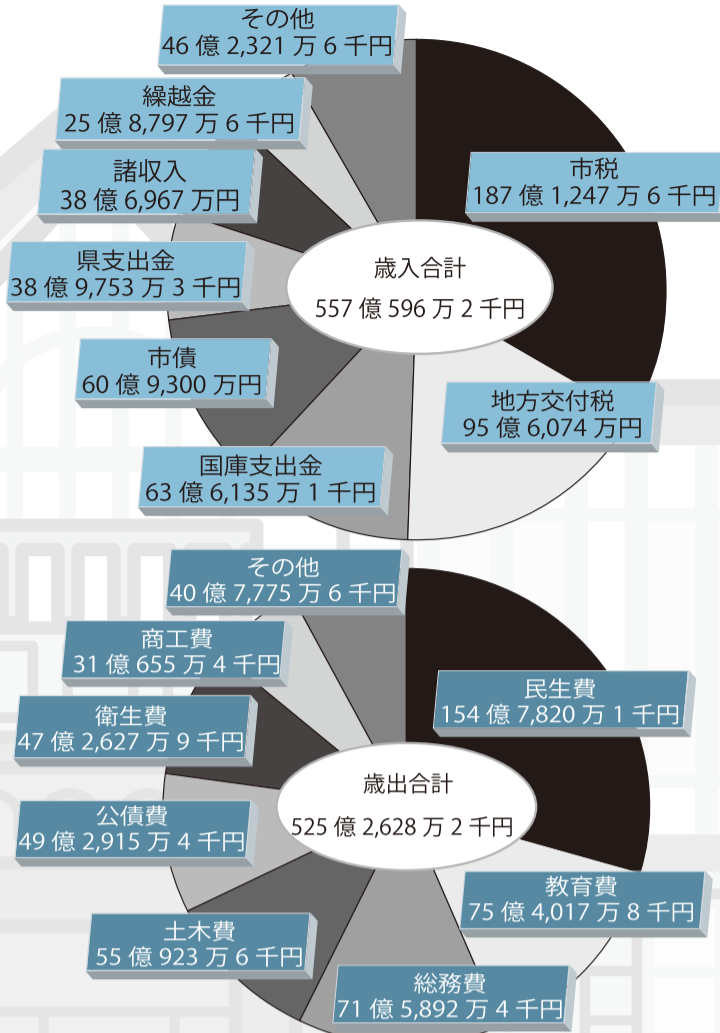 その他
46 億 2,321 万 6 千円
繰越金
25 億 8,797 万 6 千円
諸収入
38 億 6,967 万円
市税
187 億 1,247 万 6 千円
県支出金
38 億 9,753 万 3 千円
歳入合計
557 億 596 万 2 千円
市債
60 億 9,300 万円
地方交付税
95 億 6,074 万円
国庫支出金
63 億 6,135 万 1 千円
その他
40 億 7,775 万 6 千円
商工費
31 億 655 万 4 千円
民生費
154 億 7,820 万 1 千円
衛生費
47 億 2,627 万 9 千円
歳出合計
525 億 2,628 万 2 千円
公債費
49 億 2,915 万 4 千円
教育費
75 億 4,017 万 8 千円
土木費
55 億 923 万 6 千円
総務費
71 億 5,892 万 4 千円